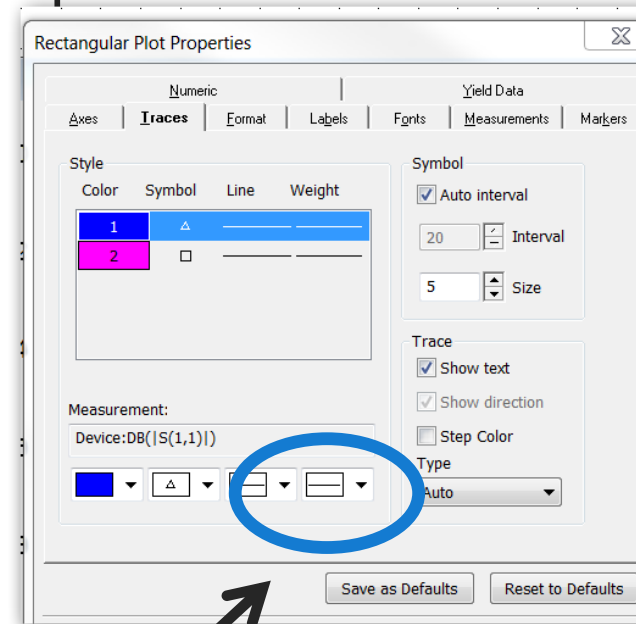 Rectangular Plot Properties
Numeric Yield Data
Axes Traces Format Labels Fonts Measurements Markers
Style
Color Symbol Line Weight
1
2
Measurement:
Device:DB(|S(1,1)|)
Symbol
Auto interval
20 Interval
5 Size
Trace
Show text
Show direction
Step Color
Type
Auto
Save as Defaults Reset to Defaults